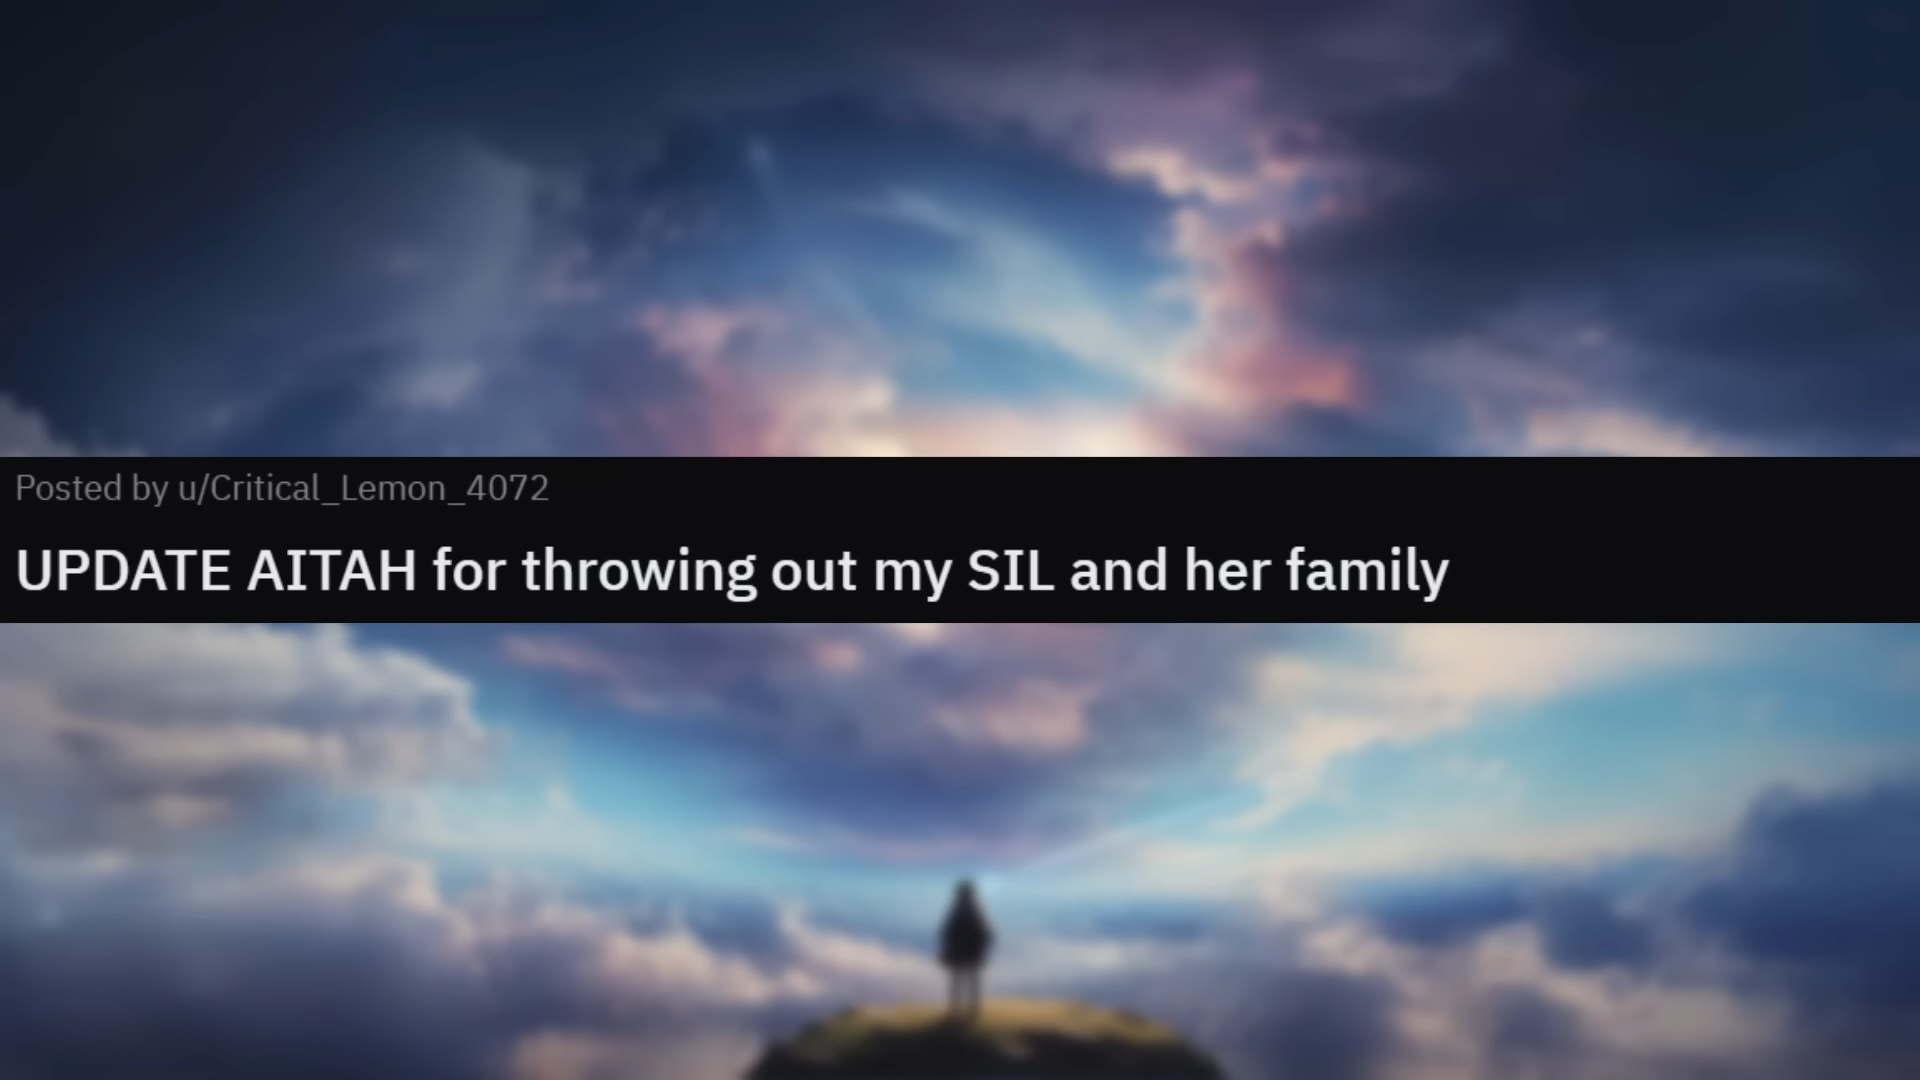 Posted by u/Critical_Lemon_4072
UPDATE AITAH for throwing out my SIL and her family